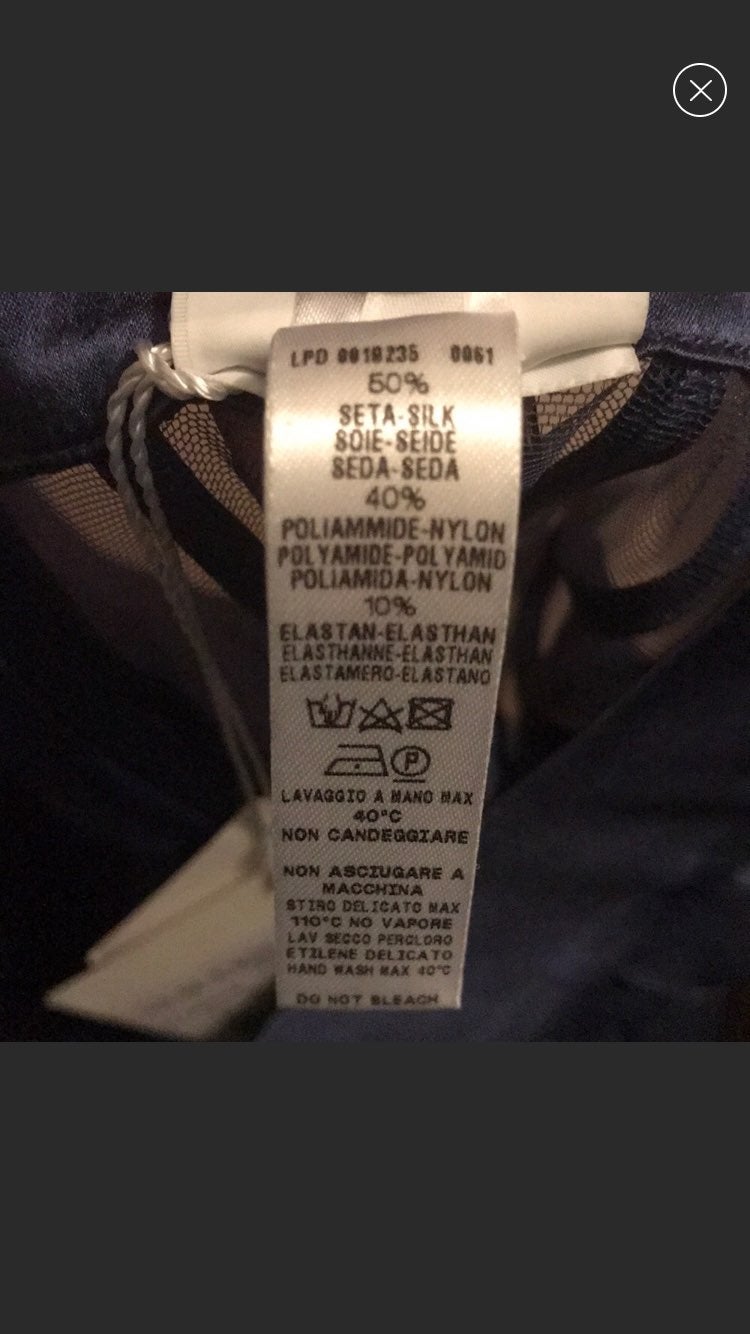 LPD 0019235 0061
50%
SETA-SILK
SOIE-SEIDE
SEDA-SEDA
40%
POLIAMMIDE-NYLON
POLYAMIDE-POLYAMID
POLIAMIDA-NYLON
10%
ELASTAN-ELASTHAN
ELASTHANNE-ELASTHAN
ELASTAMERO-ELASTANO
P
LAVAGGIO A MANO MAX
40°C
NON CANDEGGIARE
NON ASCIUGARE A
MACCHINA
STIRO DELICATO MAX
110°C NO VAPORE
LAV SECCO PERCLORO
ETILENE DELICATO
HAND WASH MAX 40°C
DO NOT BLEACH